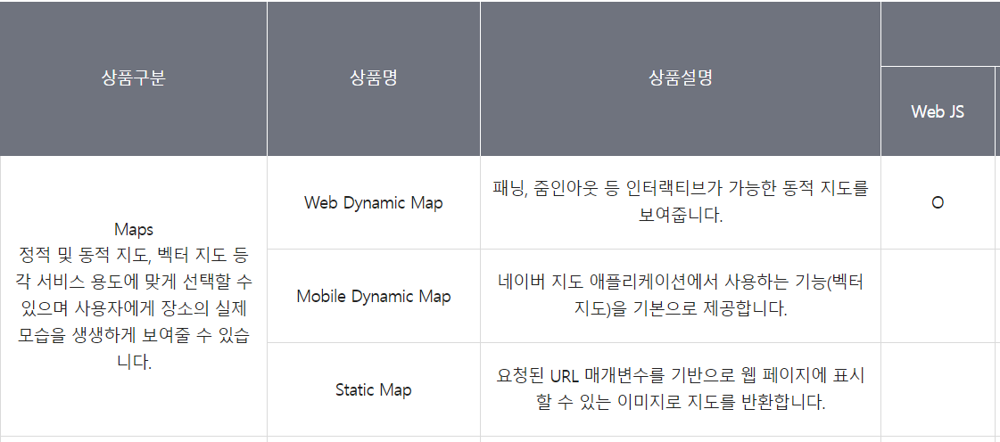 상품구분
상품명
상품설명
Web JS
Maps
정적 및 동적 지도, 벡터 지도 등
각 서비스 용도에 맞게 선택할 수
있으며 사용자에게 장소의 실제
모습을 생생하게 보여줄 수 있습
니다.
Web Dynamic Map
패닝, 줌인아웃 등 인터랙티브가 가능한 동적 지도를
보여줍니다.
O
Mobile Dynamic Map
네이버 지도 애플리케이션에서 사용하는 기능(벡터
지도)을 기본으로 제공합니다.
Static Map
요청된 URL 매개변수를 기반으로 웹 페이지에 표시
할 수 있는 이미지로 지도를 반환합니다.